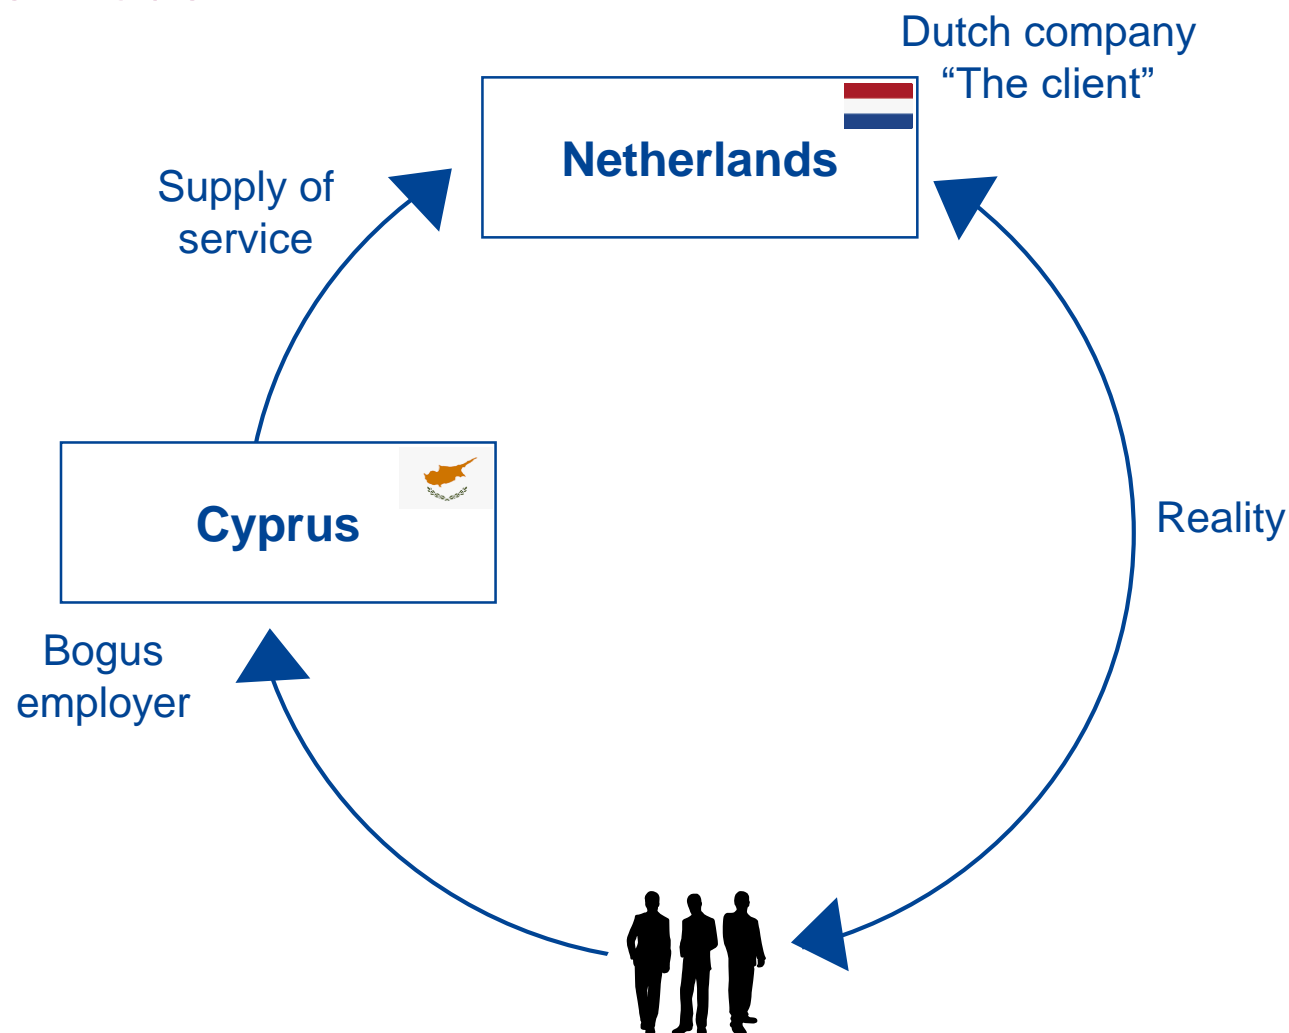 Dutch company
“The client”
Netherlands
Supply of
service
Cyprus
Reality
Bogus
employer